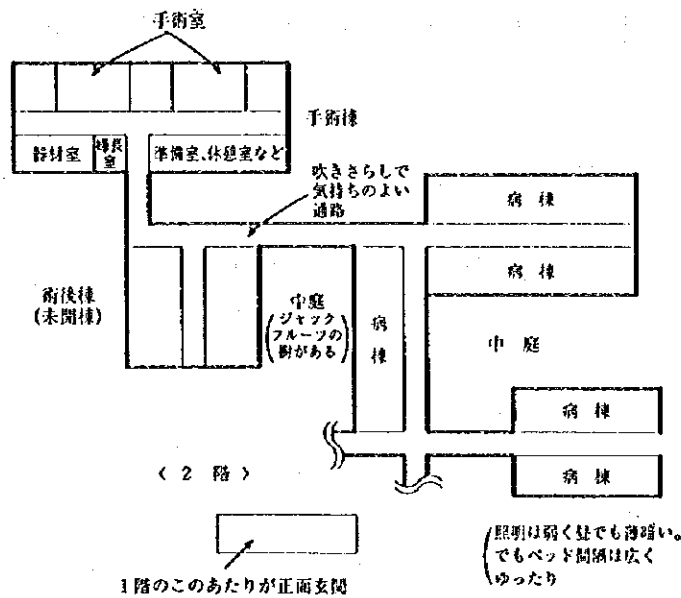 手術室
手術棟
器材室
婦長
室
準備室、休憩室など
吹きさらしで
気持ちのよい
通路
病棟
病棟
術後棟
(未開棟)
中庭
(ジャック
フルーツの
樹がある)
病
棟
中庭
病棟
病棟
〈2階〉
(照明は弱く昼でも薄暗い。
でもベッド間隔は広く
ゆったり
1階のこのあたりが正面玄関